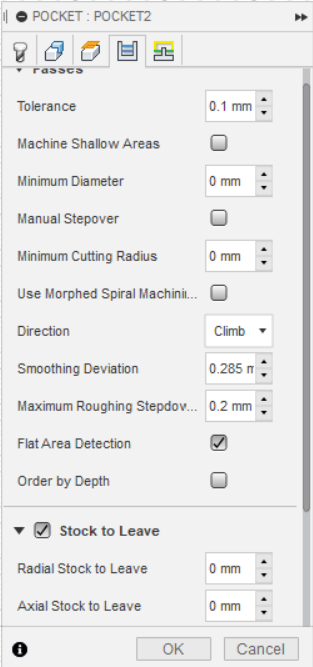 POCKET : POCKET2
Passes
Tolerance 0.1 mm
Machine Shallow Areas
Minimum Diameter 0 mm
Manual Stepover
Minimum Cutting Radius 0 mm
Use Morphed Spiral Machinin...
Direction Climb
Smoothing Deviation 0.285 m
Maximum Roughing Stepdov... 0.2 mm
Flat Area Detection
Order by Depth
Stock to Leave
Radial Stock to Leave 0 mm
Axial Stock to Leave 0 mm
OK Cancel